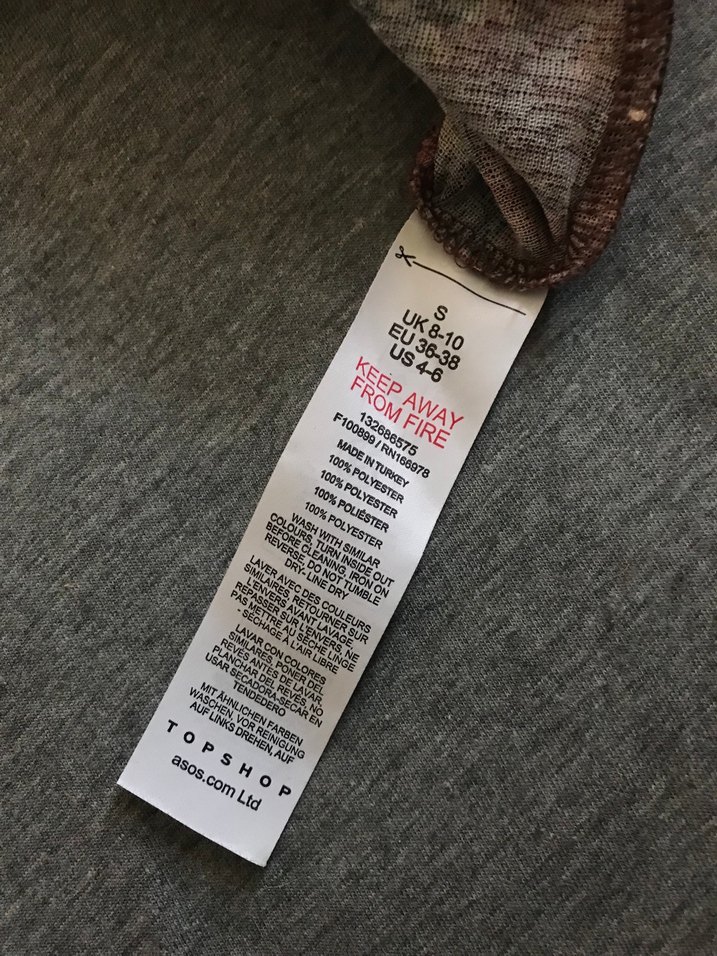 S
UK 8-10
EU 36-38
US 4-6
KEEP AWAY
FROM FIRE
132686575
F100899 / RN166978
MADE IN TURKEY
100% POLYESTER
100% POLYESTER
100% POLIÉSTER
100% POLYESTER
WASH WITH SIMILAR
COLOURS, TURN INSIDE OUT
BEFORE CLEANING, IRON ON
REVERSE, DO NOT TUMBLE
DRY- LINE DRY
LAVER AVEC DES COULEURS
SIMILAIRES, RETOURNER SUR
L'ENVERS AVANT LAVAGE,
REPASSER SUR L'ENVERS, NE
PAS METTRE AU SÈCHE LINGE
- SÉCHAGE À L'AIR LIBRE
LAVAR CON COLORES
SIMILARES, PONER DEL
REVÉS ANTES DE LAVAR,
PLANCHAR DEL REVÉS, NO
USAR SECADORA-SECAR EN
TENDEDERO
MIT ÄHNLICHEN FARBEN
WASCHEN, VOR REINIGUNG
AUF LINKS DREHEN, AUF
TOPSHOP
asos.com Ltd